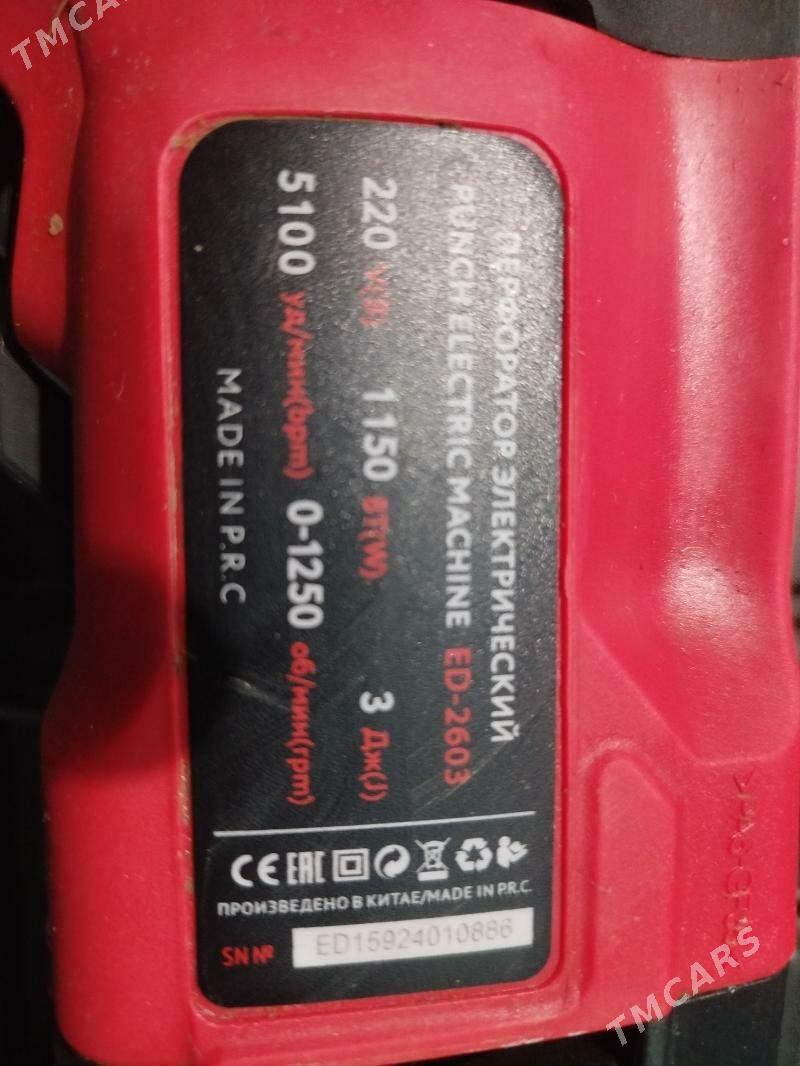 TMCARS
ПЕРФОРАТОР ЭЛЕКТРИЧЕСКИЙ
PUNCH ELECTRIC MACHINE ED-2603
220 V(В) 1150 ВТ(W) 3 Дж(J)
5100 уд/мин(bpm) 0-1250 об/мин(rpm)
MADE IN P.R.C
CE EAC
ПРОИЗВЕДЕНО В КИТАЕ/MADE IN P.R.C.
SN № ED15924010886
TMCARS